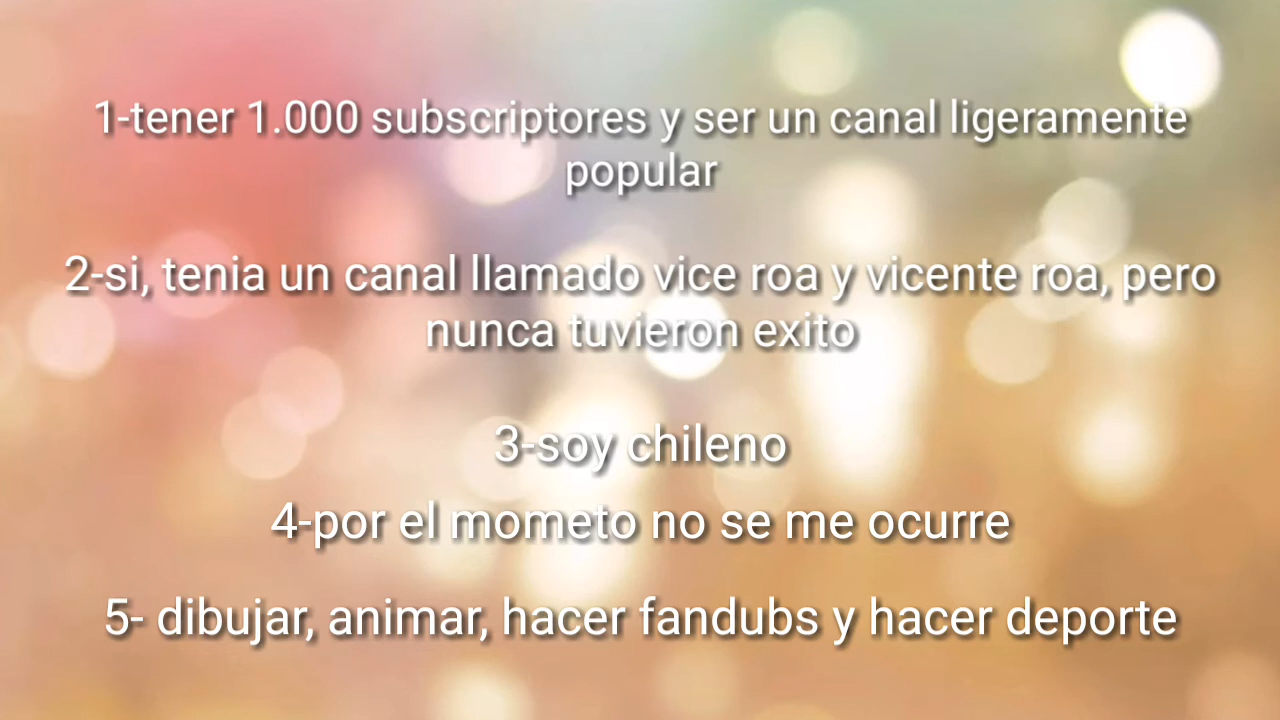 1-tener 1.000 subscriptores y ser un canal ligeramente
popular
2-si, tenia un canal llamado vice roa y vicente roa, pero
nunca tuvieron exito
3-soy chileno
4-por el mometo no se me ocurre
5- dibujar, animar, hacer fandubs y hacer deporte